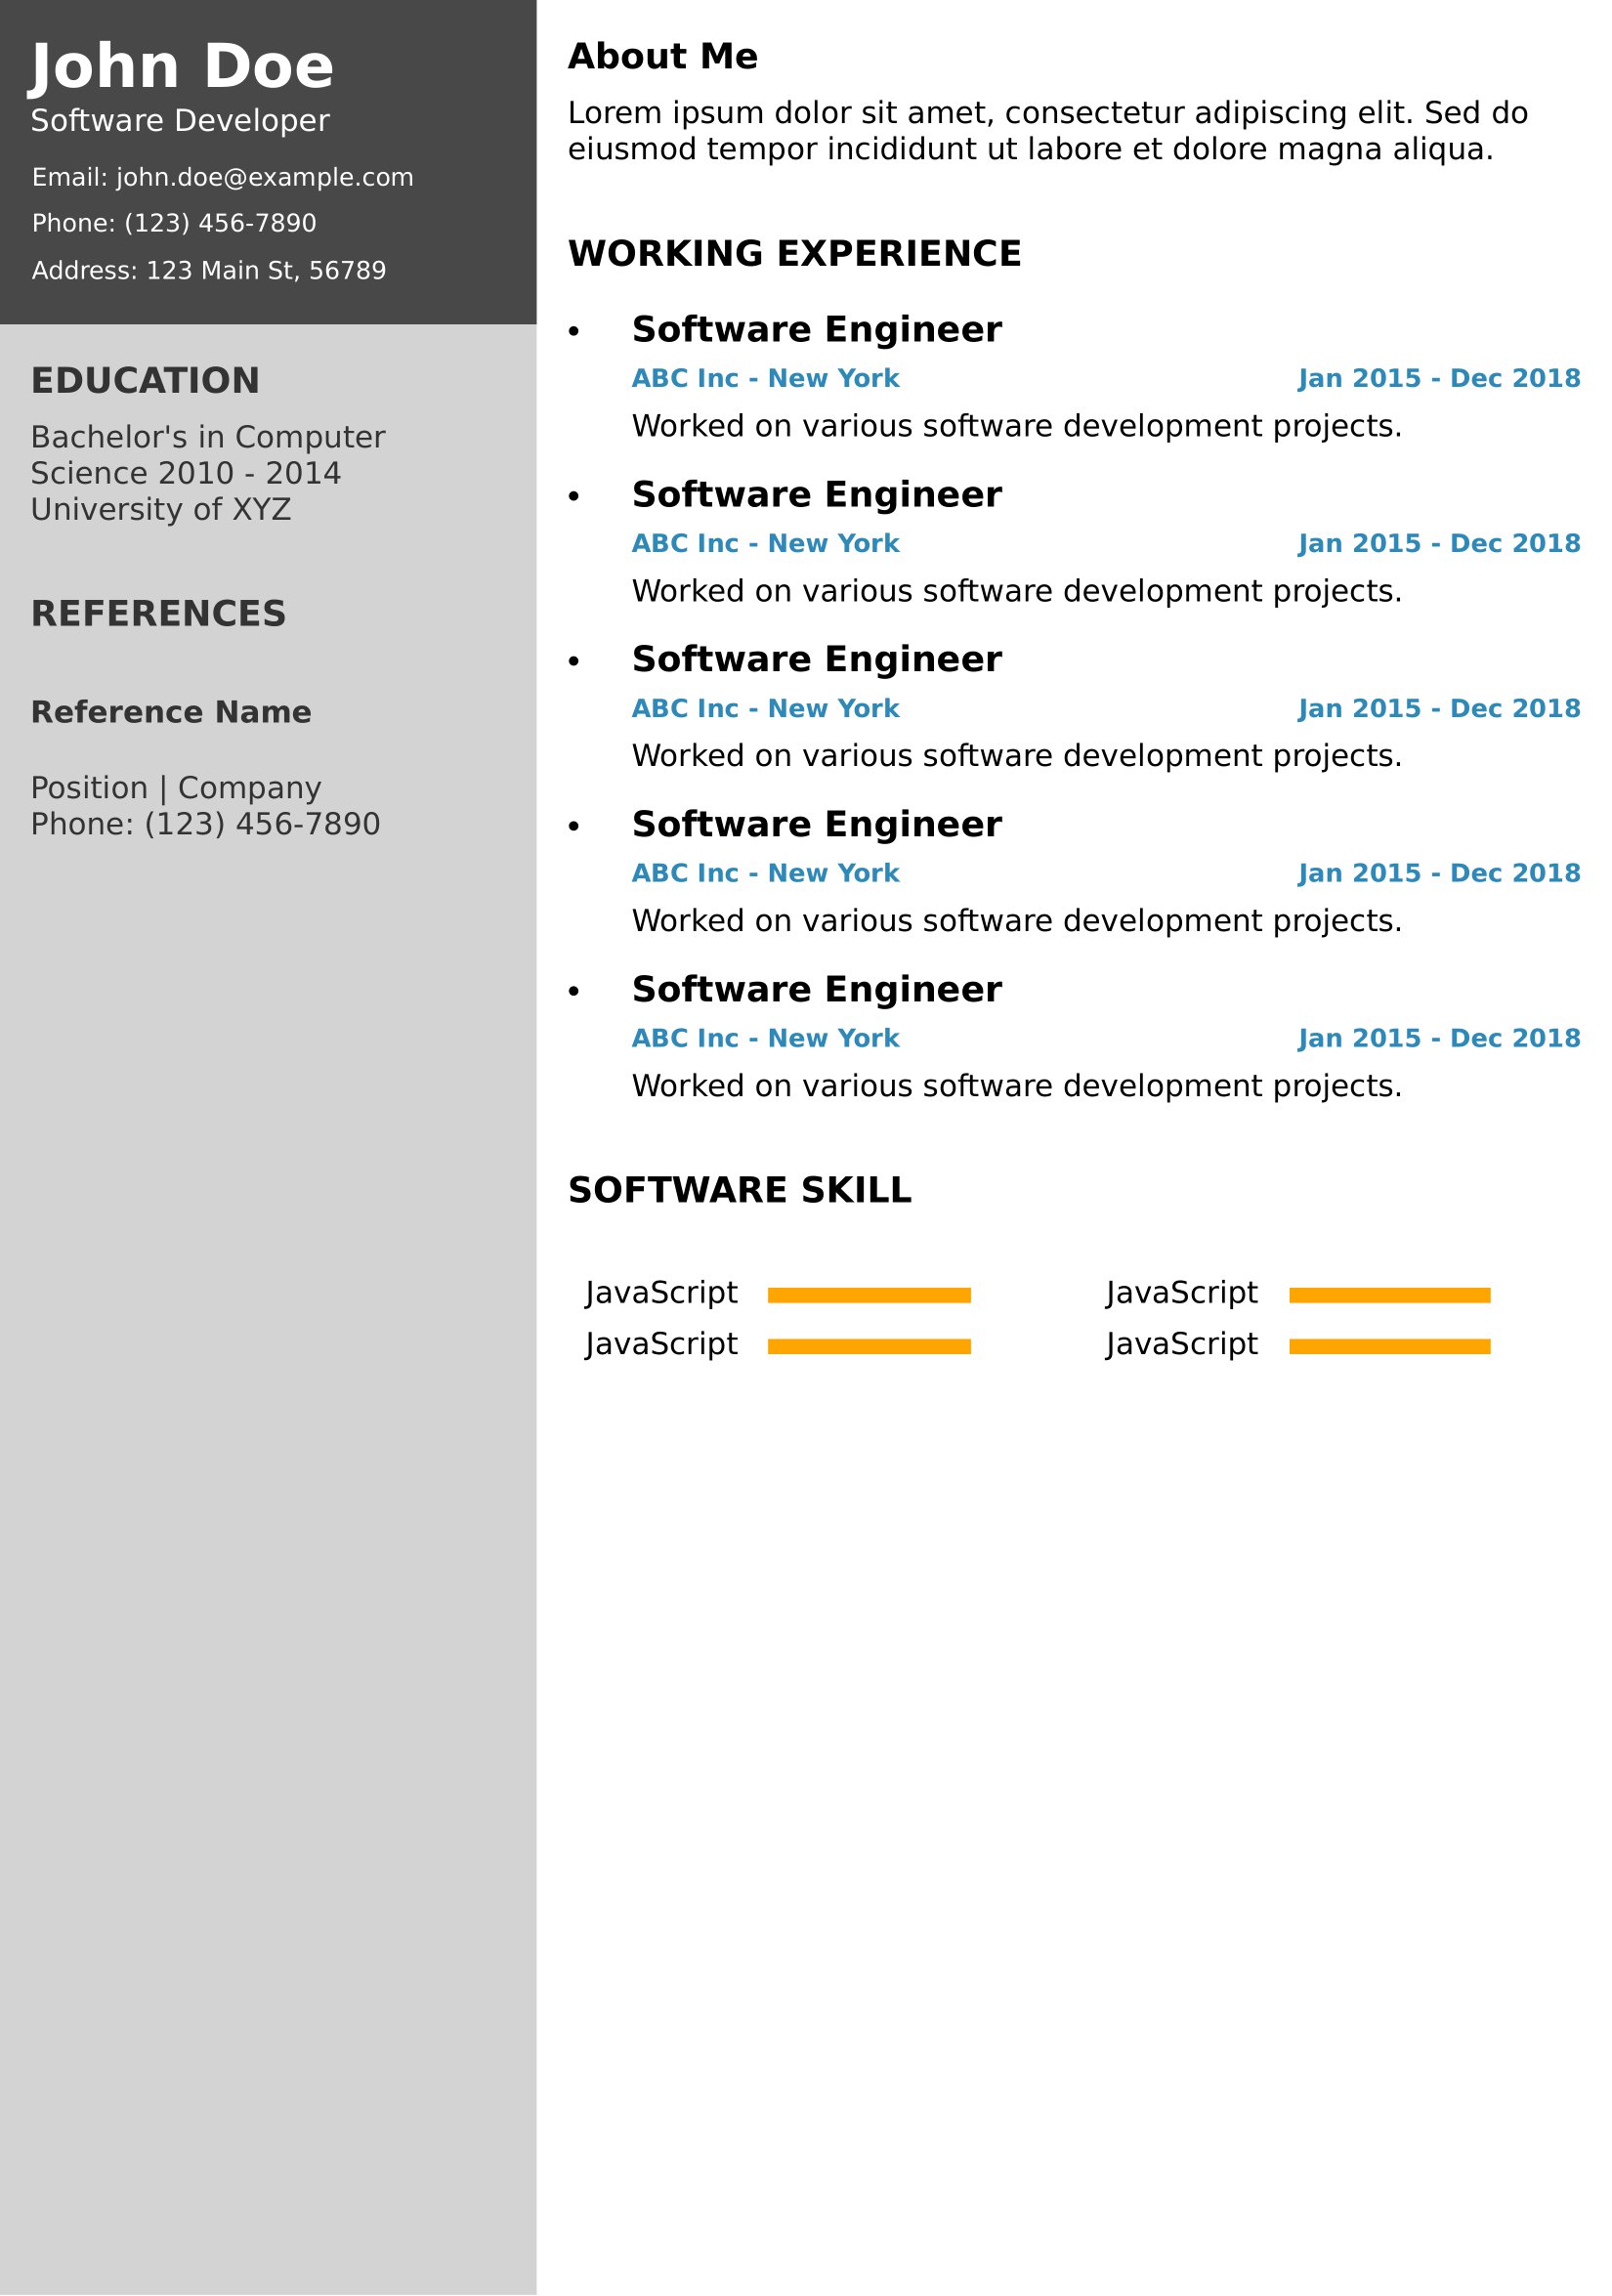 John Doe
Software Developer
Email: john.doe@example.com
Phone: (123) 456-7890
Address: 123 Main St, 56789
EDUCATION
Bachelor's in Computer
Science 2010 - 2014
University of XYZ
REFERENCES
Reference Name
Position | Company
Phone: (123) 456-7890
About Me
Lorem ipsum dolor sit amet, consectetur adipiscing elit. Sed do
eiusmod tempor incididunt ut labore et dolore magna aliqua.
WORKING EXPERIENCE
• Software Engineer
ABC Inc - New York Jan 2015 - Dec 2018
Worked on various software development projects.
• Software Engineer
ABC Inc - New York Jan 2015 - Dec 2018
Worked on various software development projects.
• Software Engineer
ABC Inc - New York Jan 2015 - Dec 2018
Worked on various software development projects.
• Software Engineer
ABC Inc - New York Jan 2015 - Dec 2018
Worked on various software development projects.
• Software Engineer
ABC Inc - New York Jan 2015 - Dec 2018
Worked on various software development projects.
SOFTWARE SKILL
JavaScript JavaScript
JavaScript JavaScript